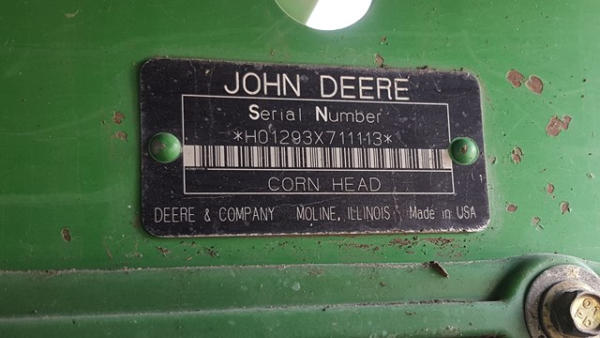 JOHN DEERE
Serial Number
*H01293X711113*
CORN HEAD
DEERE & COMPANY MOLINE, ILLINOIS Made in USA